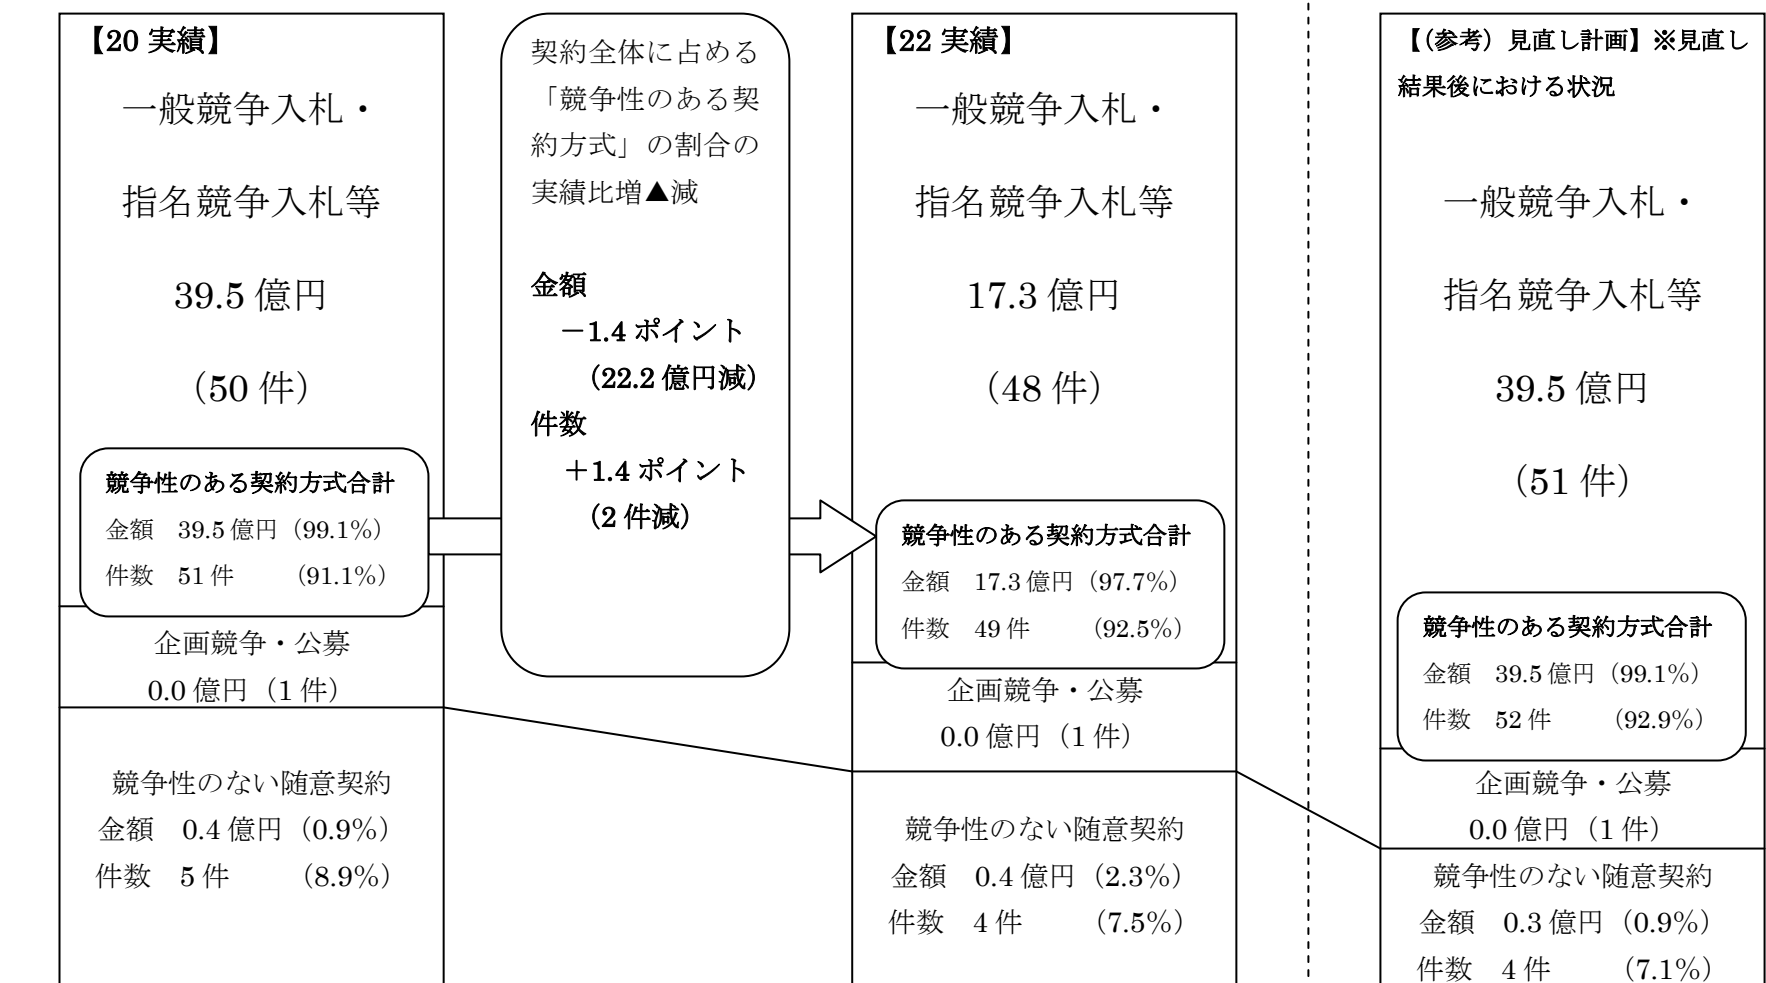 【20 実績】
一般競争入札・
指名競争入札等
39.5 億円
（50 件）
競争性のある契約方式合計
金額　39.5 億円（99.1%）
件数　51 件　　（91.1%）
企画競争・公募
0.0 億円（1 件）
競争性のない随意契約
金額　0.4 億円（0.9%）
件数　5 件　　（8.9%）
契約全体に占める
「競争性のある契
約方式」の割合の
実績比増▲減
金額
－1.4 ポイント
（22.2 億円減）
件数
＋1.4 ポイント
（2 件減）
【22 実績】
一般競争入札・
指名競争入札等
17.3 億円
（48 件）
競争性のある契約方式合計
金額　17.3 億円（97.7%）
件数　49 件　　（92.5%）
企画競争・公募
0.0 億円（1 件）
競争性のない随意契約
金額　0.4 億円（2.3%）
件数　4 件　　（7.5%）
【（参考）見直し計画】※見直し
結果後における状況
一般競争入札・
指名競争入札等
39.5 億円
（51 件）
競争性のある契約方式合計
金額　39.5 億円（99.1%）
件数　52 件　　（92.9%）
企画競争・公募
0.0 億円（1 件）
競争性のない随意契約
金額　0.3 億円（0.9%）
件数　4 件　　（7.1%）